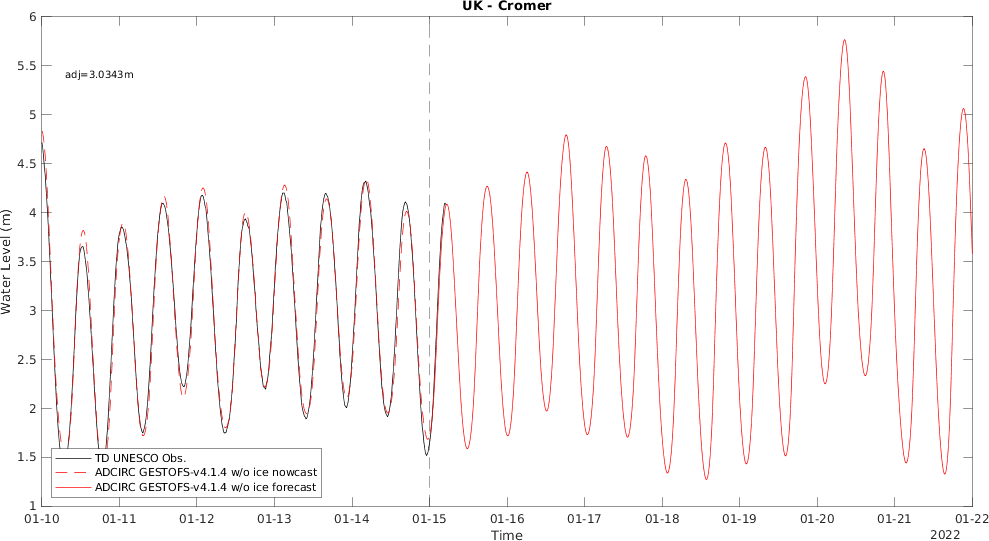 UK - Cromer
6
5.5
5
4.5
4
3.5
3
2.5
2
1.5
1
Water Level (m)
adj=3.0343m
TD UNESCO Obs.
ADCIRC GESTOFS-v4.1.4 w/o ice nowcast
ADCIRC GESTOFS-v4.1.4 w/o ice forecast
01-10 01-11 01-12 01-13 01-14 01-15 01-16 01-17 01-18 01-19 01-20 01-21 01-22
Time
2022